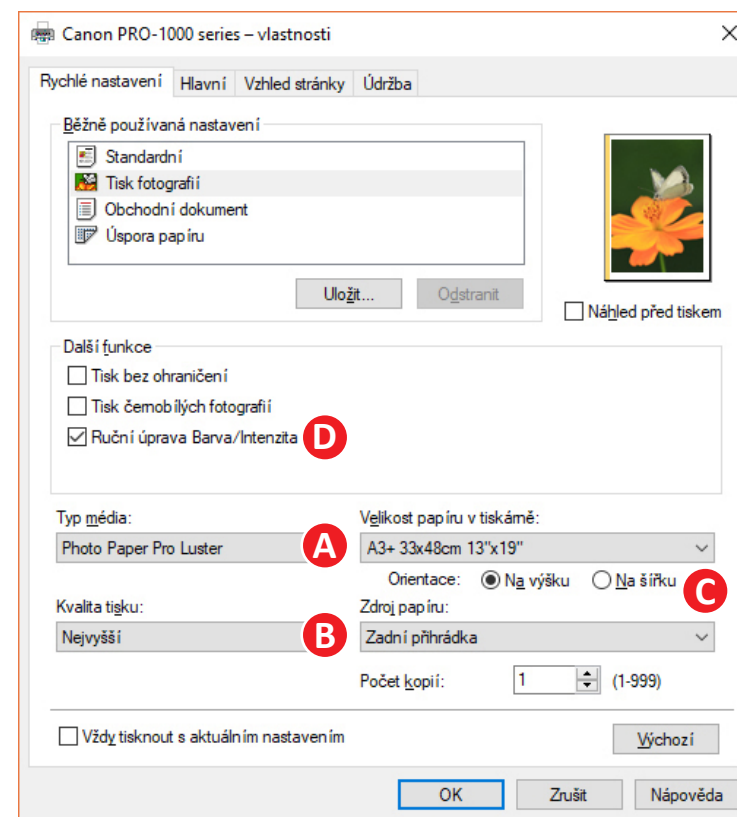 Canon PRO-1000 series – vlastnosti
Rychlé nastavení Hlavní Vzhled stránky Údržba
Běžně používaná nastavení
Standardní
Tisk fotografií
Obchodní dokument
Úspora papíru
Uložit... Odstranit
Náhled před tiskem
Další funkce
Tisk bez ohraničení
Tisk černobílých fotografií
Ruční úprava Barva/Intenzita D
Typ média: Velikost papíru v tiskárně:
Photo Paper Pro Luster A A3+ 33x48cm 13"x19"
Orientace: Na výšku Na šířku C
Kvalita tisku: Zdroj papíru:
Nejvyšší B Zadní přihrádka
Počet kopií: 1 (1-999)
Vždy tisknout s aktuálním nastavením Výchozí
OK Zrušit Nápověda